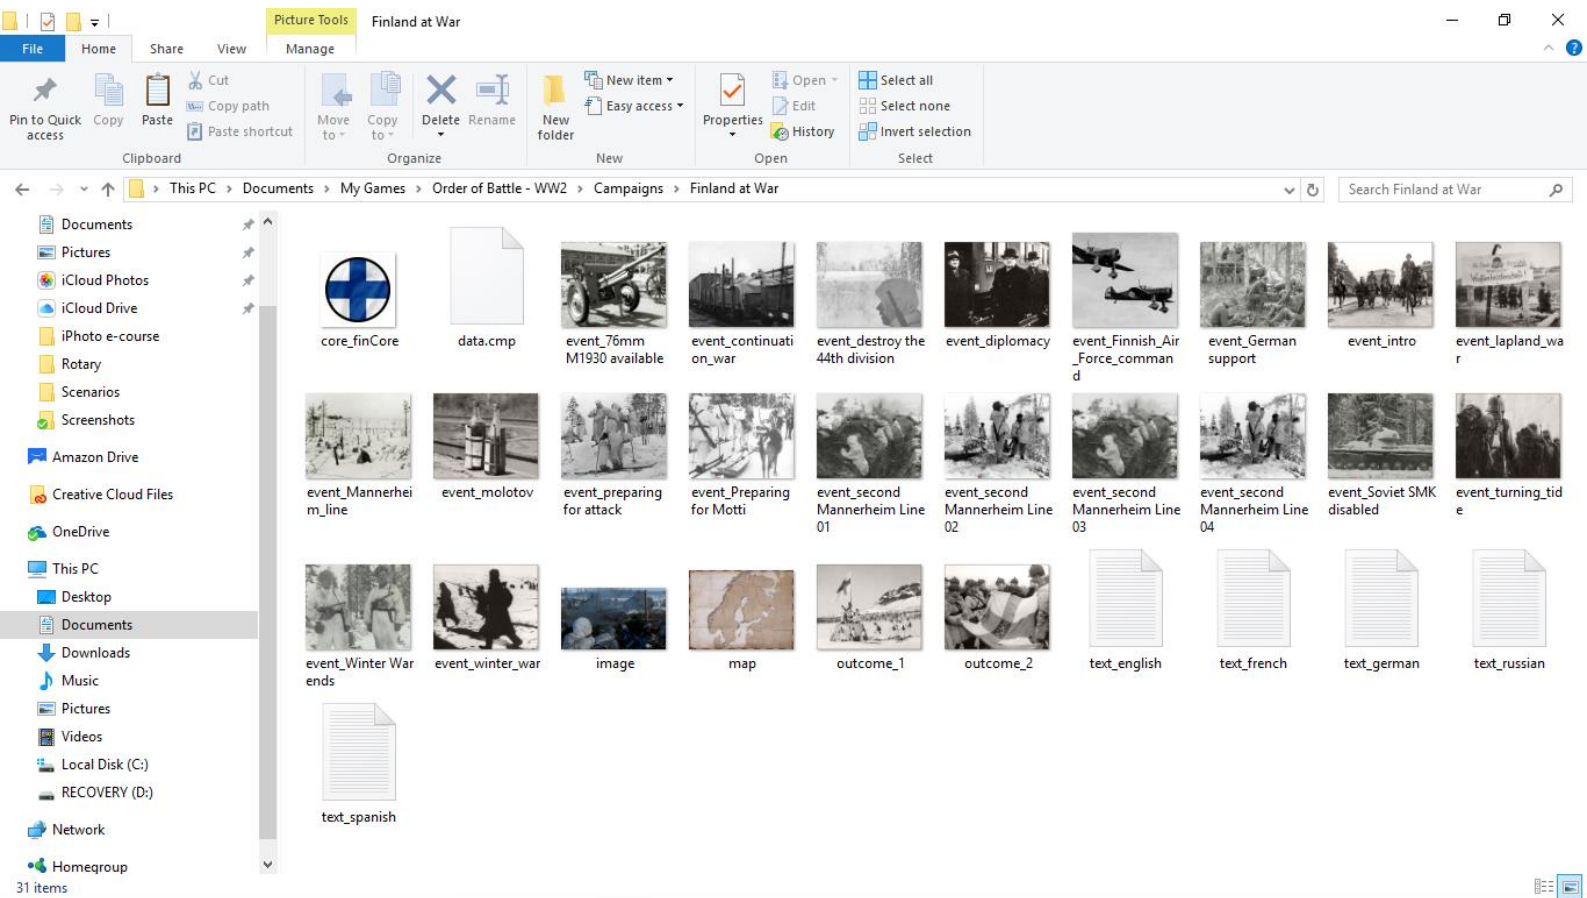 Picture Tools
Finland at War
File
Home
Share
View
Manage
Pin to Quick
access
Copy
Paste
Cut
Copy path
Paste shortcut
Clipboard
Move
to
Copy
to
Delete
Rename
Organize
New
folder
New item
Easy access
New
Properties
Open
Edit
History
Open
Select all
Select none
Invert selection
Select
This PC > Documents > My Games > Order of Battle - WW2 > Campaigns > Finland at War
Search Finland at War
Documents
Pictures
iCloud Photos
iCloud Drive
iPhoto e-course
Rotary
Scenarios
Screenshots
Amazon Drive
Creative Cloud Files
OneDrive
This PC
Desktop
Documents
Downloads
Music
Pictures
Videos
Local Disk (C:)
RECOVERY (D:)
Network
Homegroup
core_finCore
data.cmp
event_76mm
M1930 available
event_continuati
on_war
event_destroy the
44th division
event_diplomacy
event_Finnish_Air
_Force_comman
d
event_German
support
event_intro
event_lapland_wa
r
event_Mannerhei
m_line
event_molotov
event_preparing
for attack
event_Preparing
for Motti
event_second
Mannerheim Line
01
event_second
Mannerheim Line
02
event_second
Mannerheim Line
03
event_second
Mannerheim Line
04
event_Soviet SMK
disabled
event_turning_tid
e
event_Winter War
ends
event_winter_war
image
map
outcome_1
outcome_2
text_english
text_french
text_german
text_russian
text_spanish
31 items